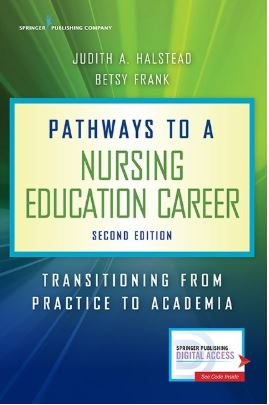 SPRINGER PUBLISHING COMPANY
JUDITH A. HALSTEAD
BETSY FRANK
PATHWAYS TO A
NURSING
EDUCATION CAREER
SECOND EDITION
TRANSITIONING FROM
PRACTICE TO ACADEMIA
SPRINGER PUBLISHING
DIGITAL ACCESS
See Code Inside